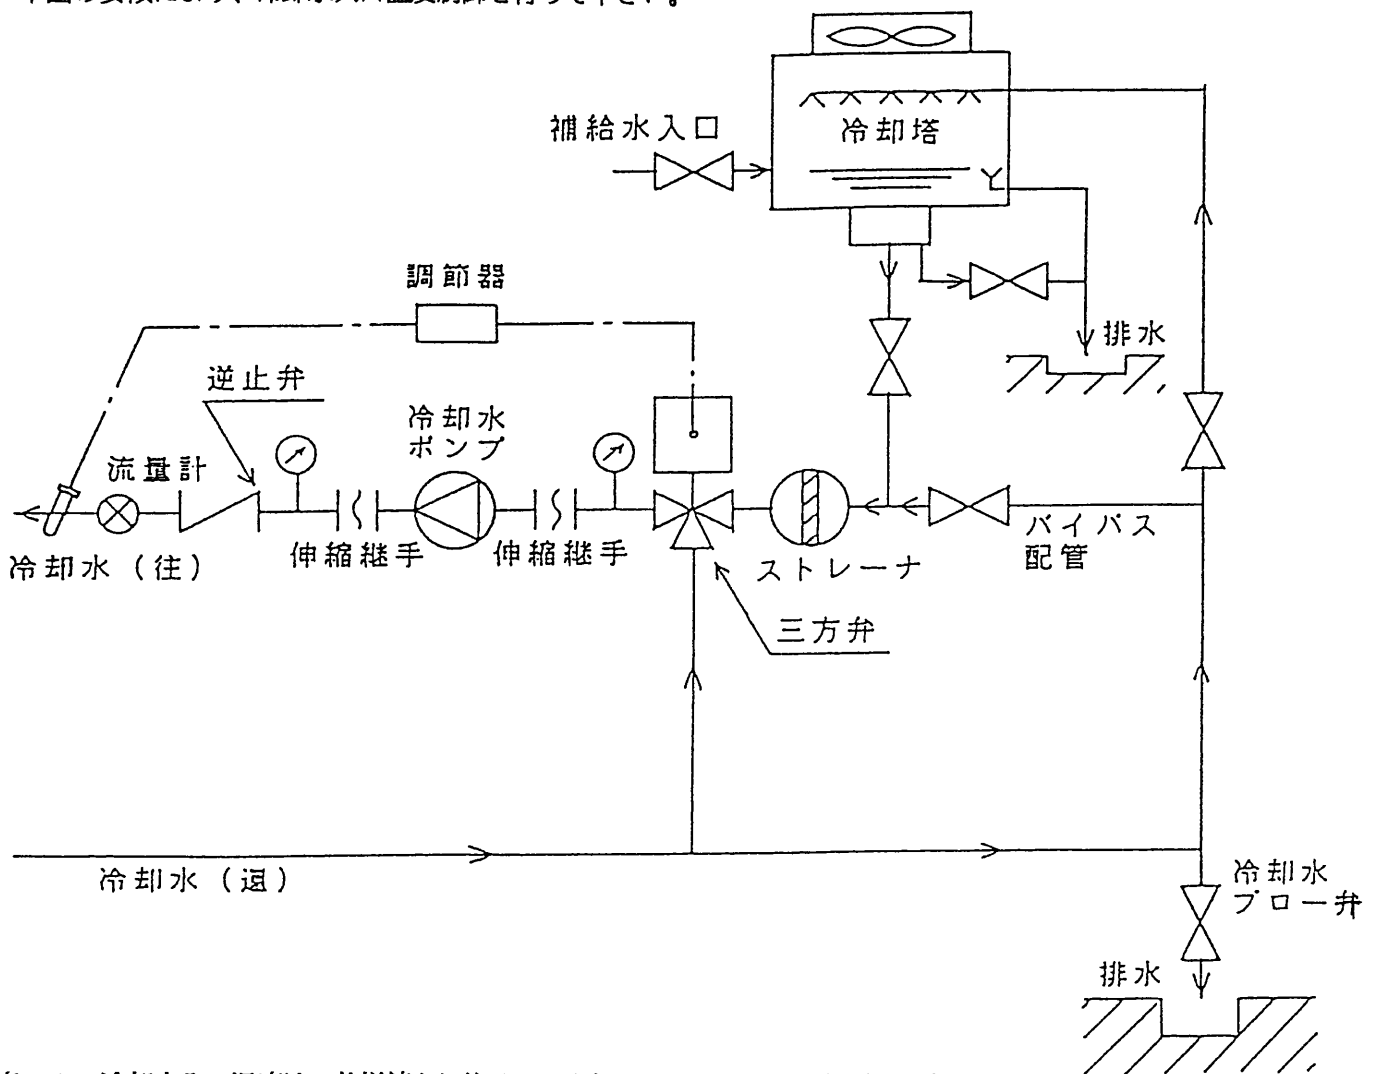 補給水入口
冷却塔
調節器
排水
逆止弁
冷却水
ポンプ
流量計
冷却水（往）
伸縮継手
伸縮継手
ストレーナ
バイパス
配管
三方弁
冷却水（還）
冷却水
ブロー弁
排水